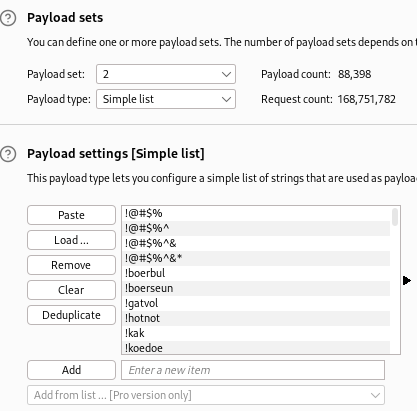 Payload sets
You can define one or more payload sets. The number of payload sets depends on
Payload set: 2 Payload count: 88,398
Payload type: Simple list Request count: 168,751,782
Payload settings [Simple list]
This payload type lets you configure a simple list of strings that are used as payloa
Paste
Load ...
Remove
Clear
Deduplicate
!@#$%
!@#$%^
!@#$%^&
!@#$%^&*
!boerbul
!boerseun
!gatvol
!hotnot
!kak
!koedoe
Add Enter a new item
Add from list ... [Pro version only]